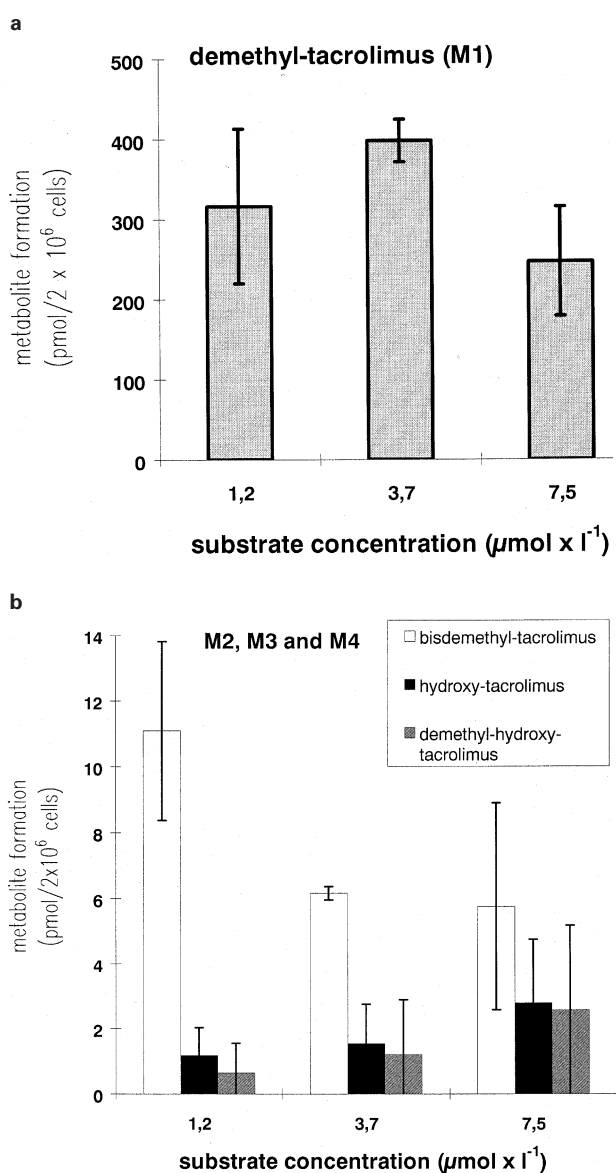 a
demethyl-tacrolimus (M1)
metabolite formation
(pmol/2 x 10⁶ cells)
500
400
300
200
100
0
1,2 3,7 7,5
substrate concentration (µmol x l⁻¹)
b
M2, M3 and M4
bisdemethyl-tacrolimus
hydroxy-tacrolimus
demethyl-hydroxy-
tacrolimus
metabolite formation
(pmol/2x10⁶ cells)
14
12
10
8
6
4
2
0
1,2 3,7 7,5
substrate concentration (µmol x l⁻¹)